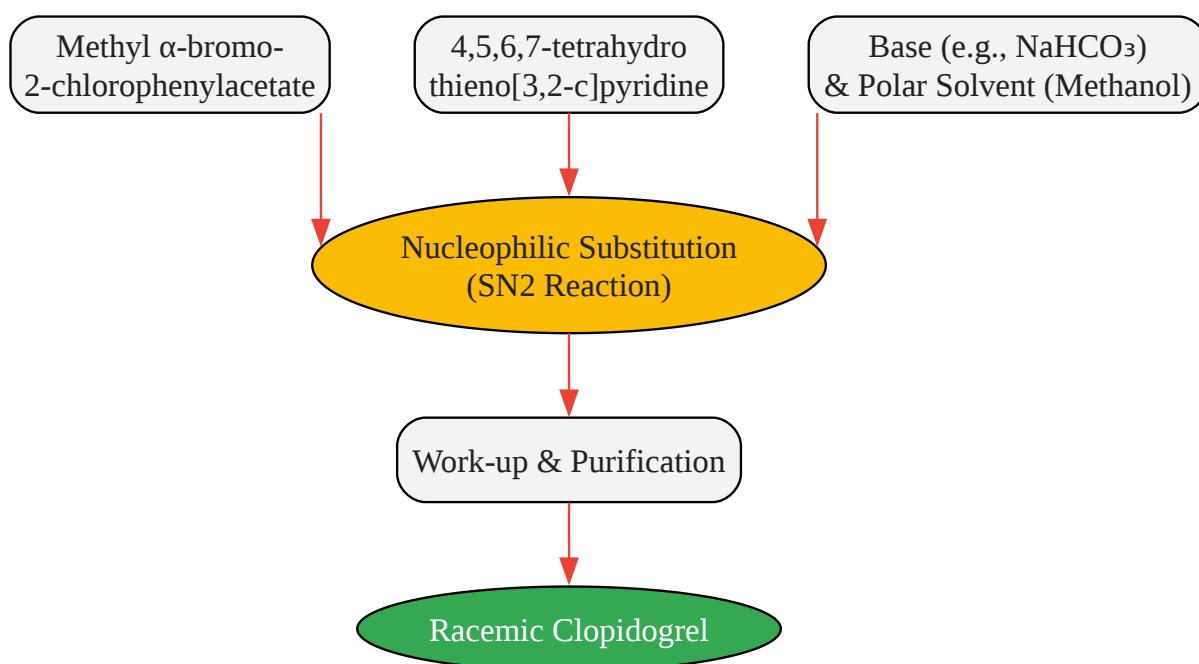 Methyl α-bromo-
2-chlorophenylacetate
4,5,6,7-tetrahydro
thieno[3,2-c]pyridine
Base (e.g., NaHCO₃)
& Polar Solvent (Methanol)
Nucleophilic Substitution
(SN2 Reaction)
Work-up & Purification
Racemic Clopidogrel